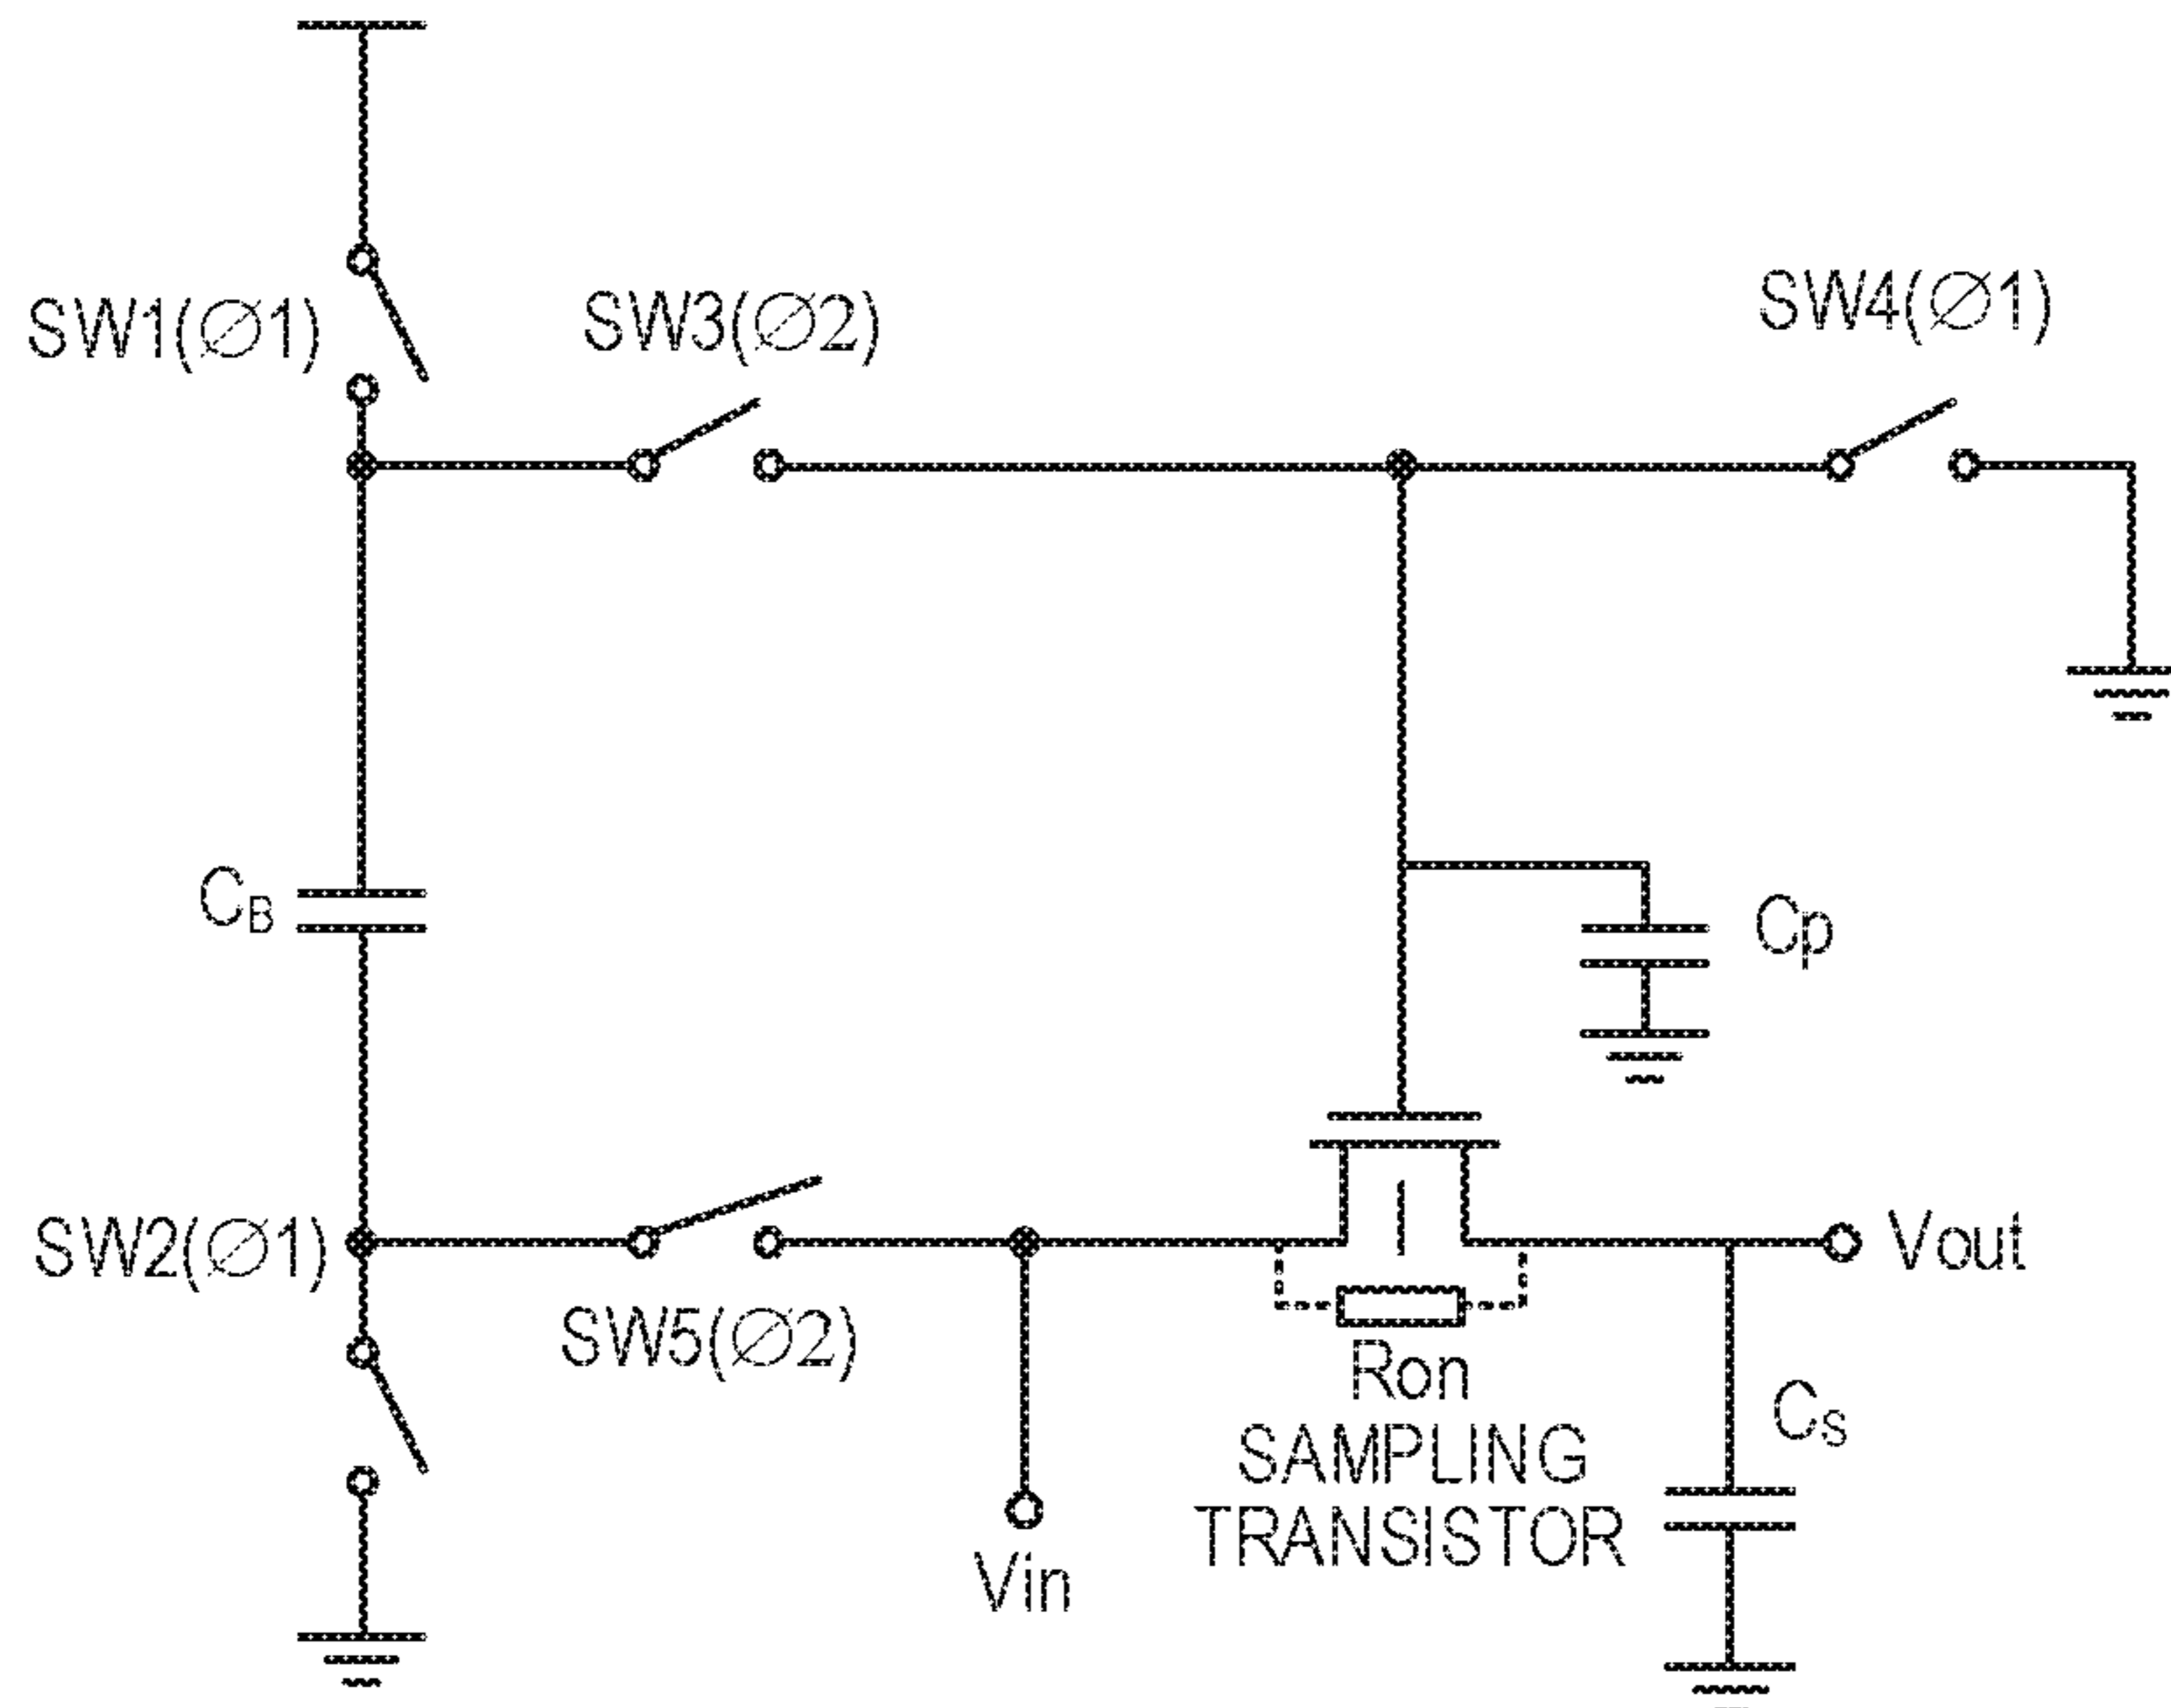 SW1(∅1)
SW3(∅2)
SW4(∅1)
CB
Cp
SW2(∅1)
SW5(∅2)
Vout
Ron
SAMPLING
TRANSISTOR
CS
Vin